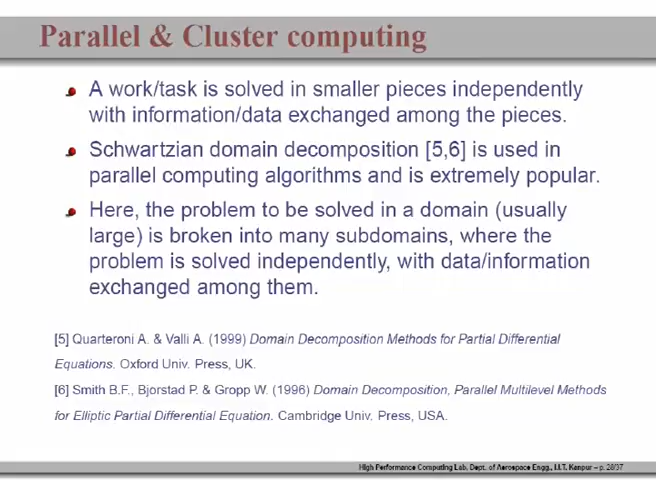 Parallel & Cluster computing
A work/task is solved in smaller pieces independently
with information/data exchanged among the pieces.
Schwartzian domain decomposition [5,6] is used in
parallel computing algorithms and is extremely popular.
Here, the problem to be solved in a domain (usually
large) is broken into many subdomains, where the
problem is solved independently, with data/information
exchanged among them.
[5] Quarteroni A. & Valli A. (1999) Domain Decomposition Methods for Partial Differential
Equations. Oxford Univ. Press, UK.
[6] Smith B.F., Bjorstad P. & Gropp W. (1996) Domain Decomposition, Parallel Multilevel Methods
for Elliptic Partial Differential Equation. Cambridge Univ. Press, USA.
High Performance Computing Lab, Dept. of Aerospace Engg., I.I.T. Kanpur – p. 28/37